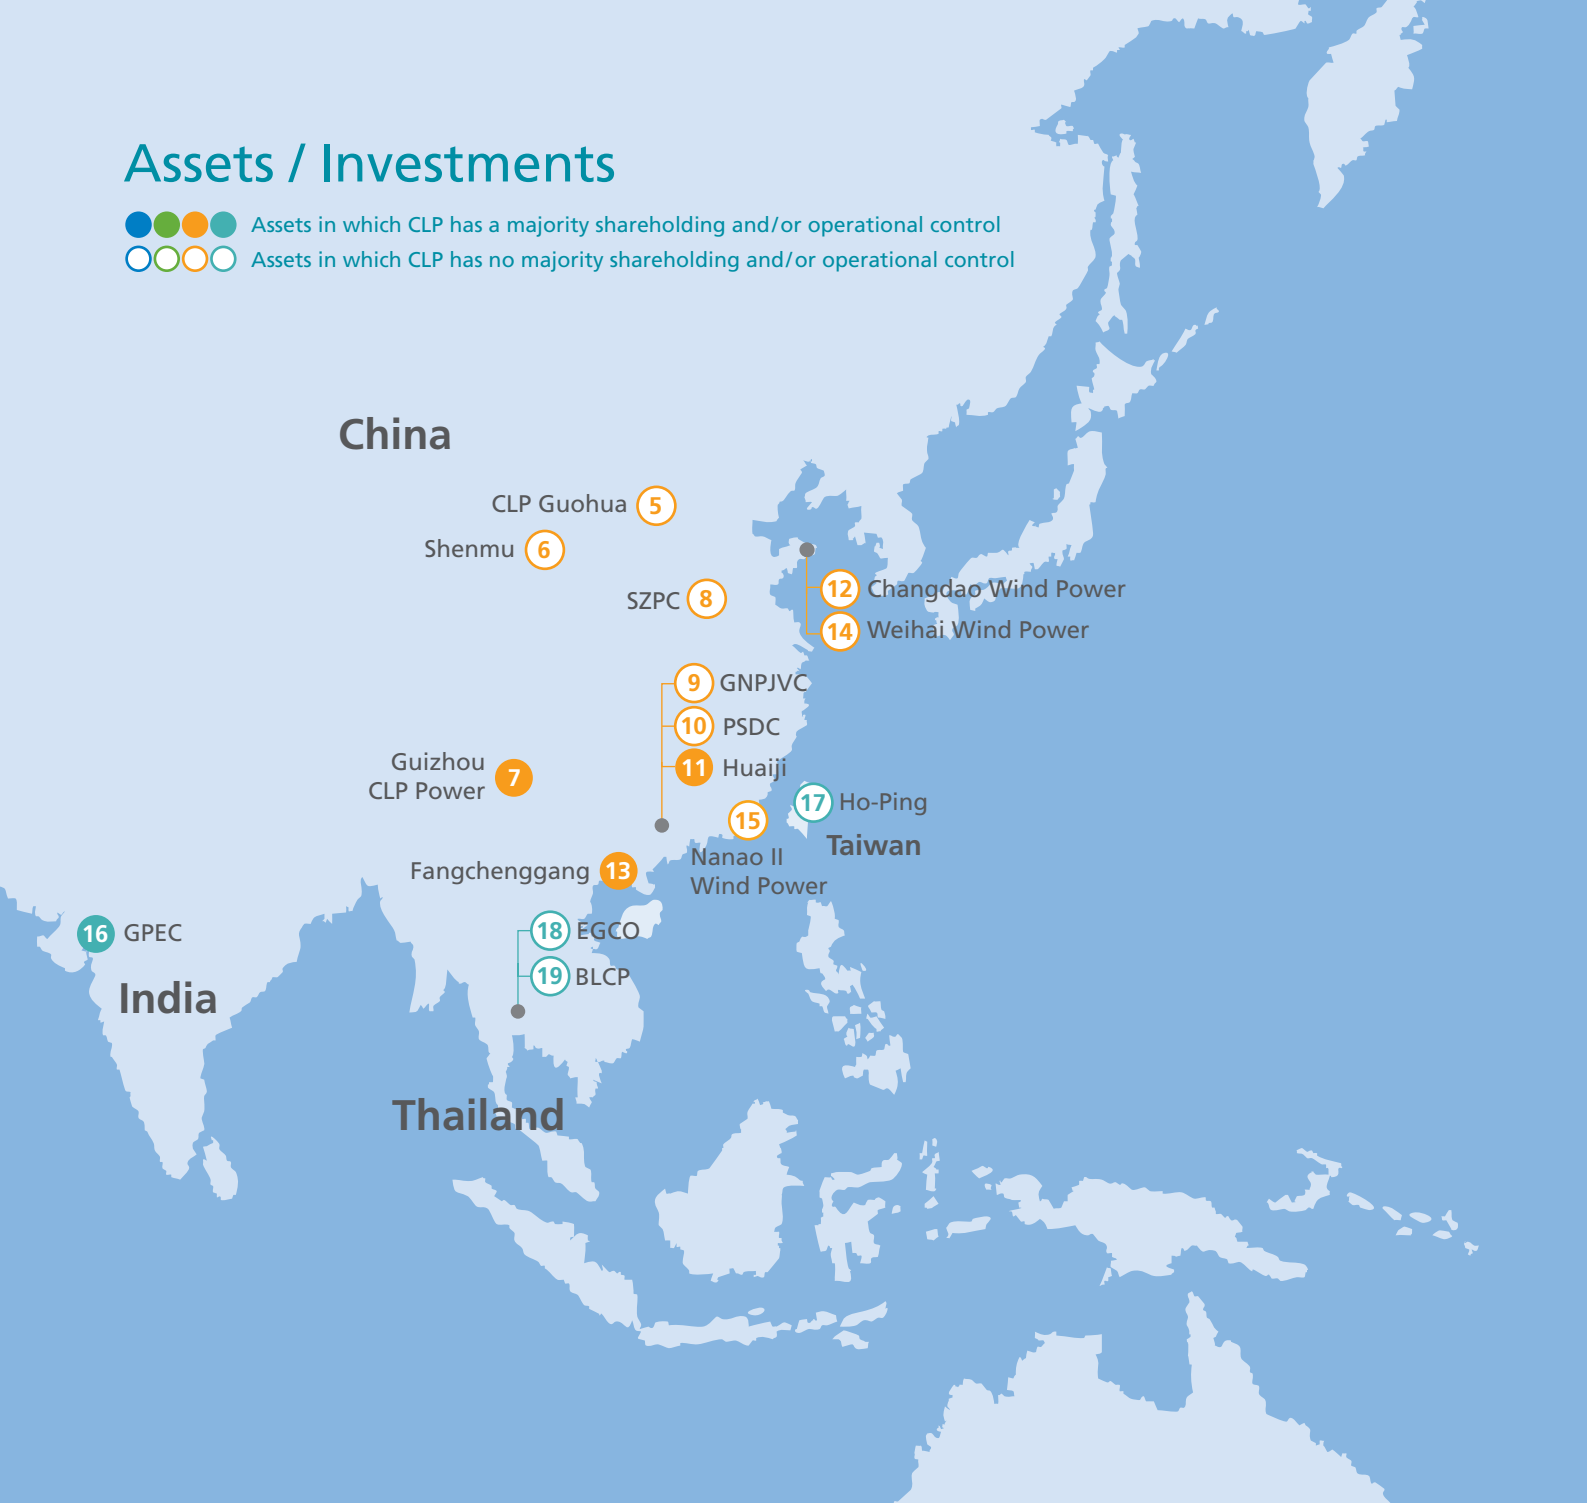 Assets / Investments
Assets in which CLP has a majority shareholding and/or operational control
Assets in which CLP has no majority shareholding and/or operational control
China
CLP Guohua 5
Shenmu 6
SZPC 8
12 Changdao Wind Power
14 Weihai Wind Power
9 GNPJVC
10 PSDC
11 Huaiji
Guizhou
CLP Power 7
17 Ho-Ping
Taiwan
15
Nanao II
Wind Power
Fangchenggang 13
16 GPEC
India
18 EGCO
19 BLCP
Thailand